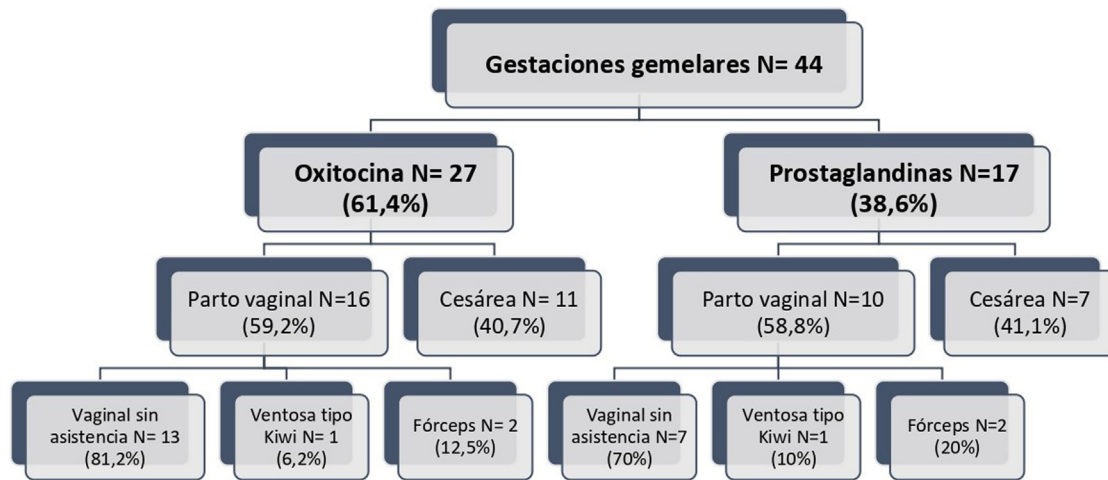 Gestaciones gemelares N= 44
Oxitocina N= 27
(61,4%)
Prostaglandinas N=17
(38,6%)
Parto vaginal N=16
(59,2%)
Cesárea N= 11
(40,7%)
Parto vaginal N=10
(58,8%)
Cesárea N=7
(41,1%)
Vaginal sin
asistencia N= 13
(81,2%)
Ventosa tipo
Kiwi N= 1
(6,2%)
Fórceps N= 2
(12,5%)
Vaginal sin
asistencia N=7
(70%)
Ventosa tipo
Kiwi N=1
(10%)
Fórceps N=2
(20%)